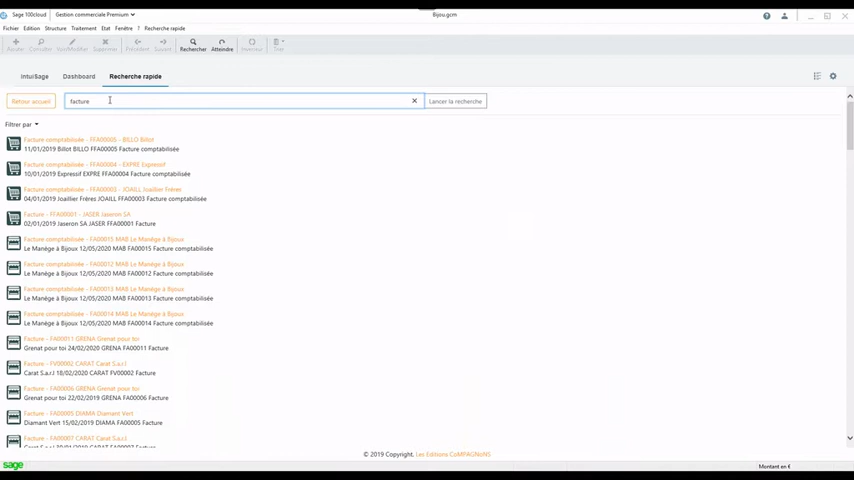 Sage 100cloud Gestion commerciale Premium Bijou.gcm
Fichier Edition Structure Traitement Etat Fenêtre ? Recherche rapide
Ajouter Consulter Voir/Modifier Supprimer Précédent Suivant Rechercher Atteindre Inverseur Trier
IntuiSage Dashboard Recherche rapide
Retour accueil facture Lancer la recherche
Filtrer par
Facture comptabilisée - FFA00005 - BILLO Billot
11/01/2019 Billot BILLO FFA00005 Facture comptabilisée
Facture comptabilisée - FFA00004 - EXPRE Expressif
10/01/2019 Expressif EXPRE FFA00004 Facture comptabilisée
Facture comptabilisée - FFA00003 - JOAILL Joaillier Frères
04/01/2019 Joaillier Frères JOAILL FFA00003 Facture comptabilisée
Facture - FFA00001 - JASER Jaseron SA
02/01/2019 Jaseron SA JASER FFA00001 Facture
Facture comptabilisée - FA00015 MAB Le Manège à Bijoux
Le Manège à Bijoux 12/05/2020 MAB FA00015 Facture comptabilisée
Facture comptabilisée - FA00012 MAB Le Manège à Bijoux
Le Manège à Bijoux 12/05/2020 MAB FA00012 Facture comptabilisée
Facture comptabilisée - FA00013 MAB Le Manège à Bijoux
Le Manège à Bijoux 12/05/2020 MAB FA00013 Facture comptabilisée
Facture comptabilisée - FA00014 MAB Le Manège à Bijoux
Le Manège à Bijoux 12/05/2020 MAB FA00014 Facture comptabilisée
Facture - FA00011 GRENA Grenat pour toi
Grenat pour toi 24/02/2020 GRENA FA00011 Facture
Facture - FV00002 CARAT Carat S.a.r.l
Carat S.a.r.l 18/02/2020 CARAT FV00002 Facture
Facture - FA00006 GRENA Grenat pour toi
Grenat pour toi 22/02/2019 GRENA FA00006 Facture
Facture - FA00005 DIAMA Diamant Vert
Diamant Vert 15/02/2019 DIAMA FA00005 Facture
Facture - FA00007 CARAT Carat S.a.r.l
© 2019 Copyright. Les Editions CoMPAGNoNS
sage Montant en €